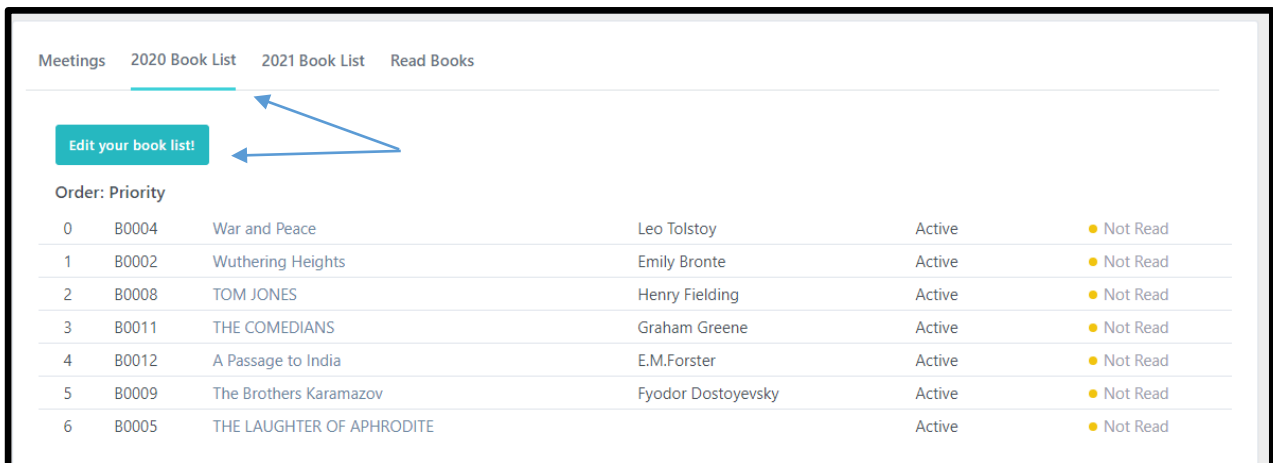 Meetings 2020 Book List 2021 Book List Read Books
Edit your book list!
Order: Priority
0 B0004 War and Peace Leo Tolstoy Active Not Read
1 B0002 Wuthering Heights Emily Bronte Active Not Read
2 B0008 TOM JONES Henry Fielding Active Not Read
3 B0011 THE COMEDIANS Graham Greene Active Not Read
4 B0012 A Passage to India E.M.Forster Active Not Read
5 B0009 The Brothers Karamazov Fyodor Dostoyevsky Active Not Read
6 B0005 THE LAUGHTER OF APHRODITE Active Not Read